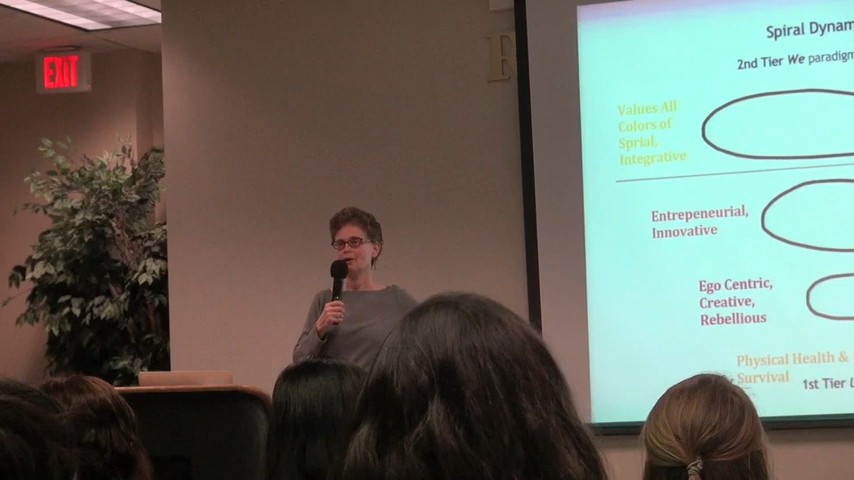 EXIT
Spiral Dynam
2nd Tier We paradigm
Values All
Colors of
Sprial,
Integrative
Entrepeneurial,
Innovative
Ego Centric,
Creative,
Rebellious
Physical Health &
Survival
1st Tier